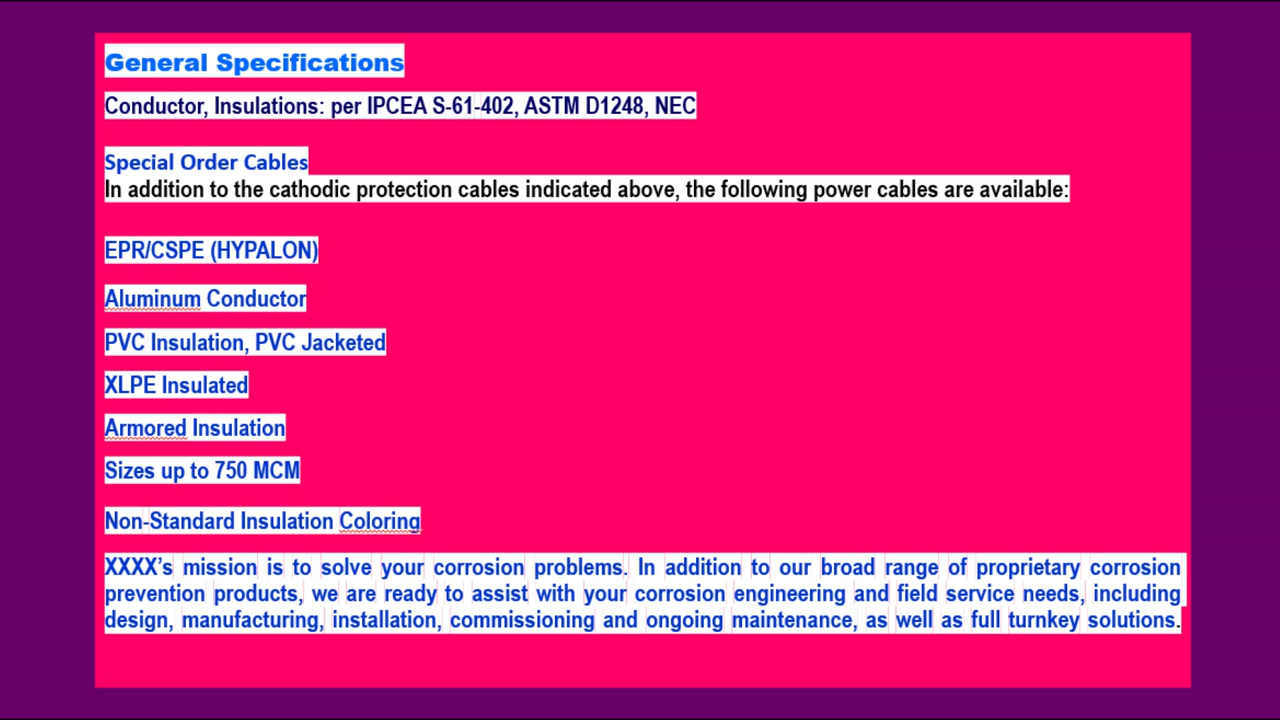 General Specifications
Conductor, Insulations: per IPCEA S-61-402, ASTM D1248, NEC
Special Order Cables
In addition to the cathodic protection cables indicated above, the following power cables are available:
EPR/CSPE (HYPALON)
Aluminum Conductor
PVC Insulation, PVC Jacketed
XLPE Insulated
Armored Insulation
Sizes up to 750 MCM
Non-Standard Insulation Coloring
XXXX’s mission is to solve your corrosion problems. In addition to our broad range of proprietary corrosion
prevention products, we are ready to assist with your corrosion engineering and field service needs, including
design, manufacturing, installation, commissioning and ongoing maintenance, as well as full turnkey solutions.